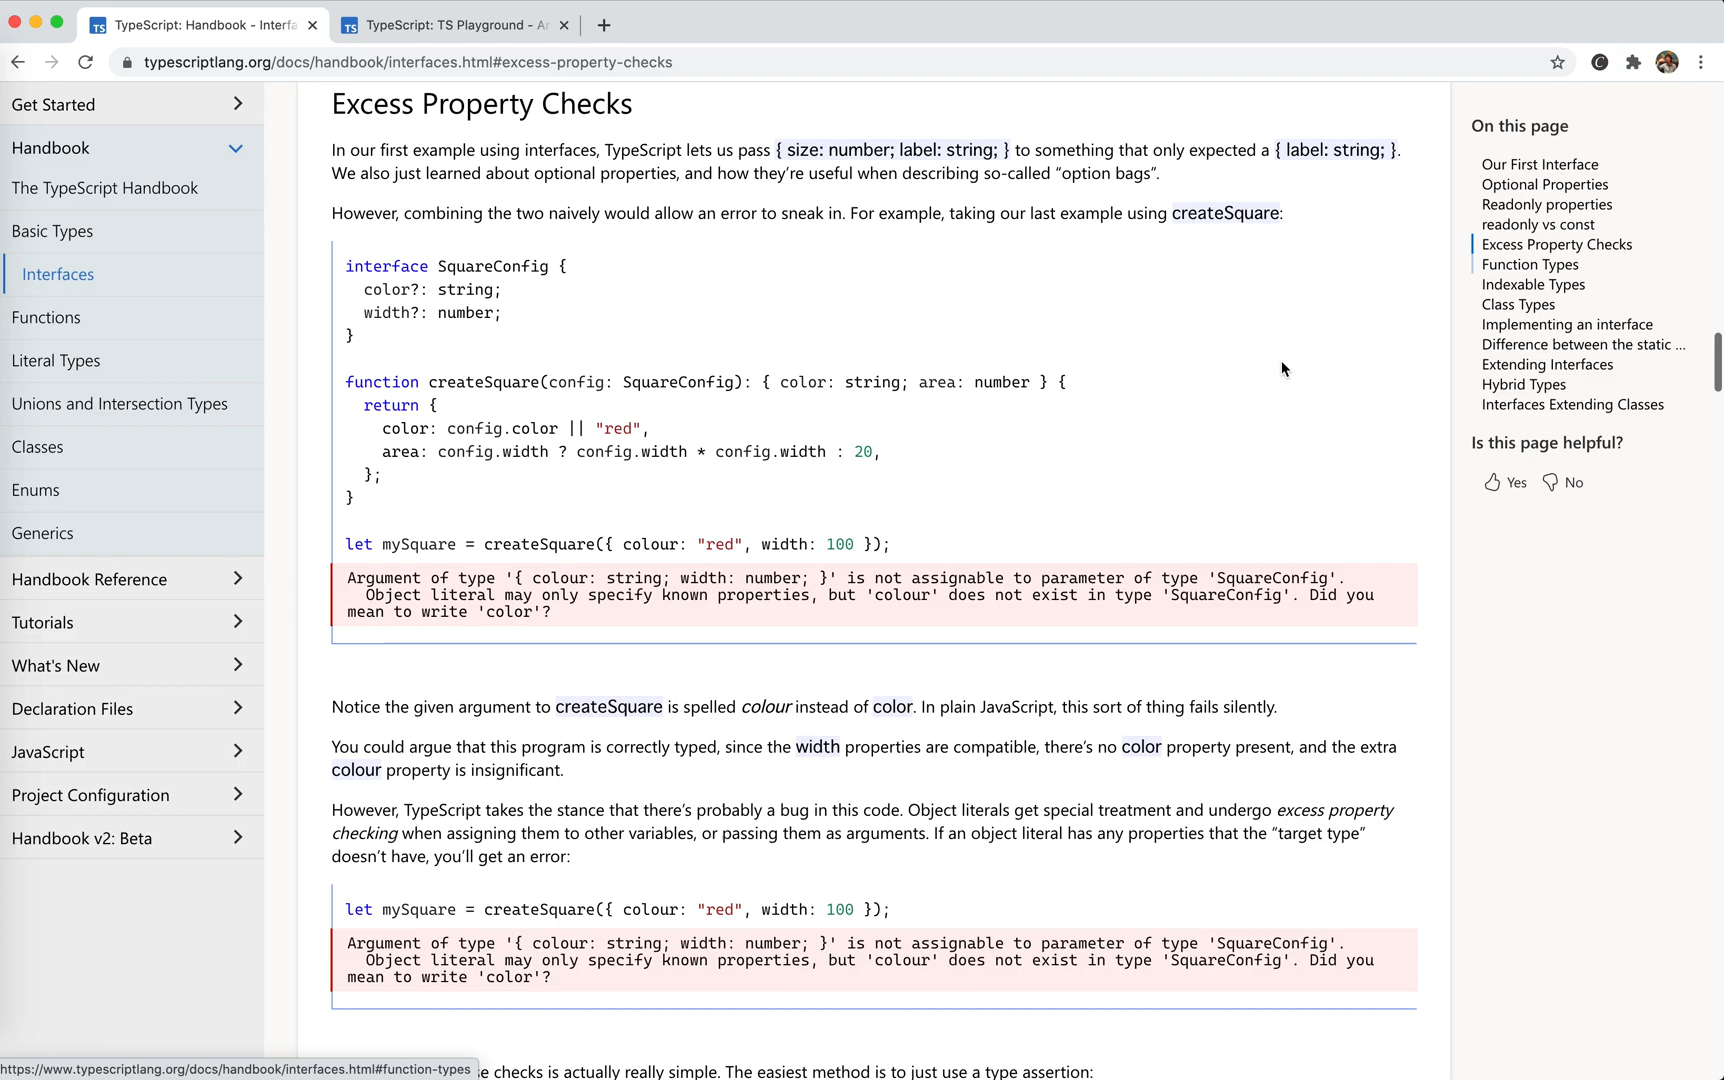 TypeScript: Handbook - Interfa
TypeScript: TS Playground - An
typescriptlang.org/docs/handbook/interfaces.html#excess-property-checks
Get Started
Handbook
The TypeScript Handbook
Basic Types
Interfaces
Functions
Literal Types
Unions and Intersection Types
Classes
Enums
Generics
Handbook Reference
Tutorials
What's New
Declaration Files
JavaScript
Project Configuration
Handbook v2: Beta
https://www.typescriptlang.org/docs/handbook/interfaces.html#function-types
Excess Property Checks
In our first example using interfaces, TypeScript lets us pass { size: number; label: string; } to something that only expected a { label: string; }.
We also just learned about optional properties, and how they're useful when describing so-called “option bags”.
However, combining the two naively would allow an error to sneak in. For example, taking our last example using createSquare:
interface SquareConfig {
color?: string;
width?: number;
}
function createSquare(config: SquareConfig): { color: string; area: number } {
return {
color: config.color || "red",
area: config.width ? config.width * config.width : 20,
};
}
let mySquare = createSquare({ colour: "red", width: 100 });
Argument of type '{ colour: string; width: number; }' is not assignable to parameter of type 'SquareConfig'.
Object literal may only specify known properties, but 'colour' does not exist in type 'SquareConfig'. Did you
mean to write 'color'?
Notice the given argument to createSquare is spelled colour instead of color. In plain JavaScript, this sort of thing fails silently.
You could argue that this program is correctly typed, since the width properties are compatible, there's no color property present, and the extra
colour property is insignificant.
However, TypeScript takes the stance that there's probably a bug in this code. Object literals get special treatment and undergo excess property
checking when assigning them to other variables, or passing them as arguments. If an object literal has any properties that the “target type”
doesn't have, you'll get an error:
let mySquare = createSquare({ colour: "red", width: 100 });
Argument of type '{ colour: string; width: number; }' is not assignable to parameter of type 'SquareConfig'.
Object literal may only specify known properties, but 'colour' does not exist in type 'SquareConfig'. Did you
mean to write 'color'?
checks is actually really simple. The easiest method is to just use a type assertion:
On this page
Our First Interface
Optional Properties
Readonly properties
readonly vs const
Excess Property Checks
Function Types
Indexable Types
Class Types
Implementing an interface
Difference between the static ...
Extending Interfaces
Hybrid Types
Interfaces Extending Classes
Is this page helpful?
Yes
No